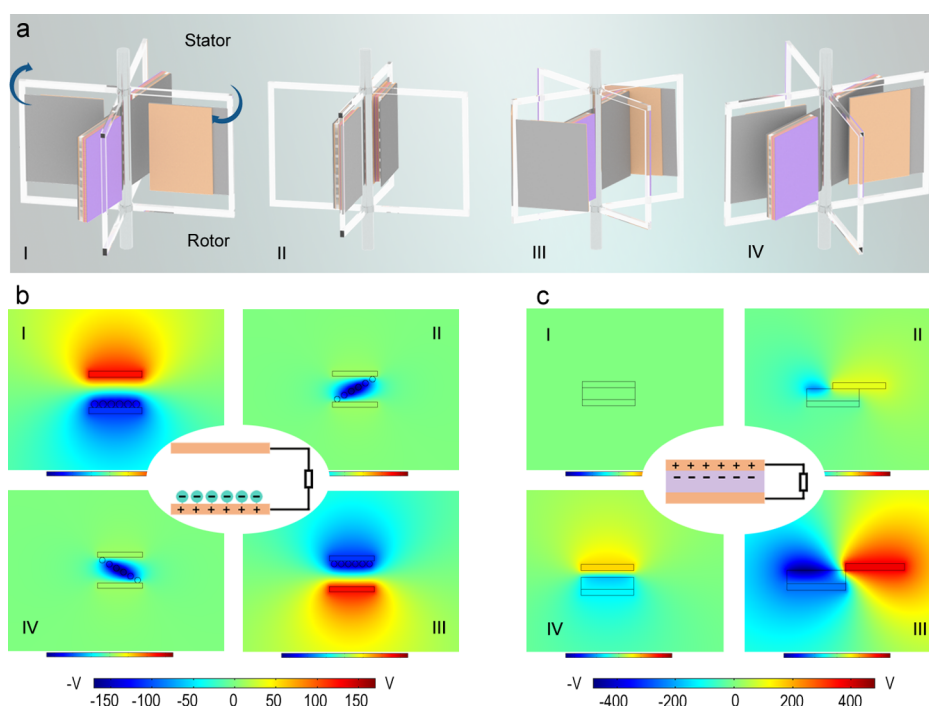 a
Stator
Rotor
I
II
III
IV
b
I
II
IV
III
-V
V
-150 -100 -50 0 50 100 150
c
I
II
IV
III
-V
V
-400 -200 0 200 400